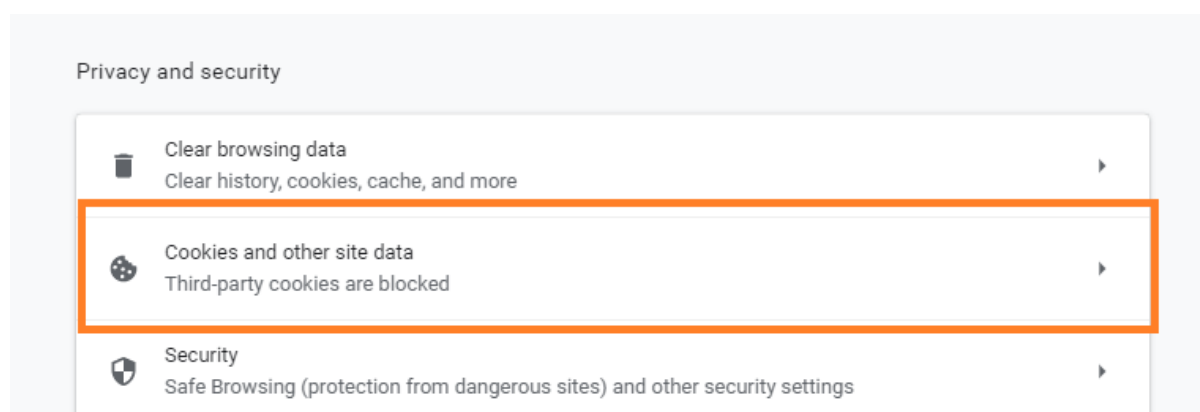 Privacy and security
Clear browsing data
Clear history, cookies, cache, and more
Cookies and other site data
Third-party cookies are blocked
Security
Safe Browsing (protection from dangerous sites) and other security settings